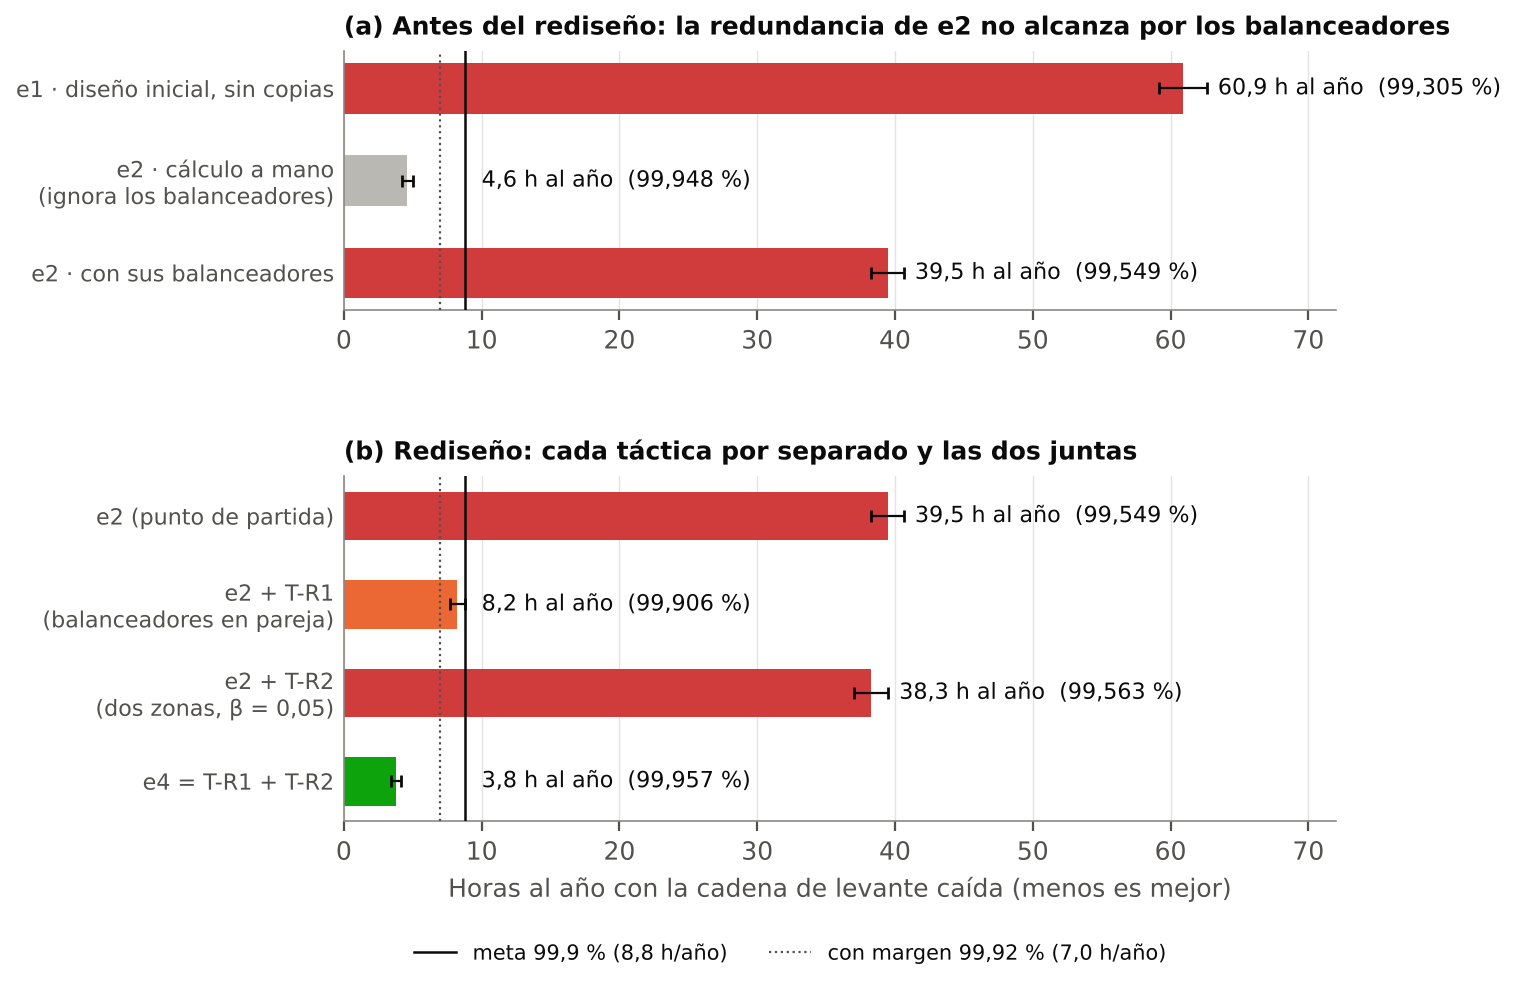 (a) Antes del rediseño: la redundancia de e2 no alcanza por los balanceadores
e1 · diseño inicial, sin copias
60,9 h al año (99,305 %)
e2 · cálculo a mano
(ignora los balanceadores)
4,6 h al año (99,948 %)
e2 · con sus balanceadores
39,5 h al año (99,549 %)
0 10 20 30 40 50 60 70
(b) Rediseño: cada táctica por separado y las dos juntas
e2 (punto de partida)
39,5 h al año (99,549 %)
e2 + T-R1
(balanceadores en pareja)
8,2 h al año (99,906 %)
e2 + T-R2
(dos zonas, β = 0,05)
38,3 h al año (99,563 %)
e4 = T-R1 + T-R2
3,8 h al año (99,957 %)
0 10 20 30 40 50 60 70
Horas al año con la cadena de levante caída (menos es mejor)
meta 99,9 % (8,8 h/año)
con margen 99,92 % (7,0 h/año)